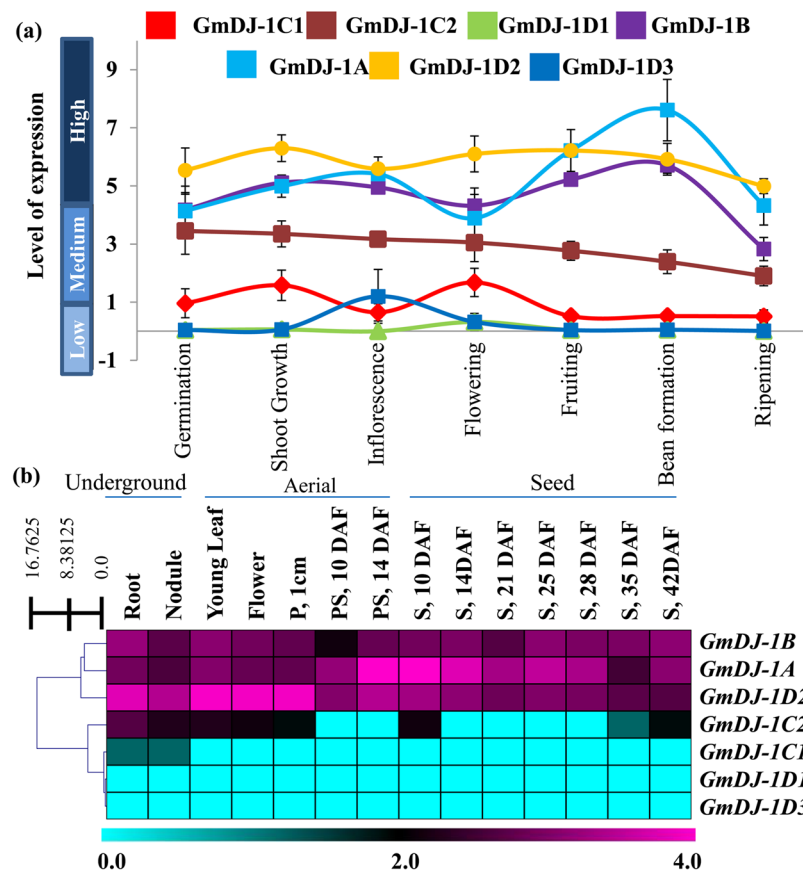 (a)
GmDJ-1C1 GmDJ-1C2 GmDJ-1D1 GmDJ-1B
GmDJ-1A GmDJ-1D2 GmDJ-1D3
Level of expression
High
Medium
Low
9
7
5
3
1
-1
Germination
Shoot Growth
Inflorescence
Flowering
Fruiting
Bean formation
Ripening
(b)
Underground
Aerial
Seed
16.7625
8.38125
0.0
Root
Nodule
Young Leaf
Flower
P, 1cm
PS, 10 DAF
PS, 14 DAF
S, 10 DAF
S, 14DAF
S, 21 DAF
S, 25 DAF
S, 28 DAF
S, 35 DAF
S, 42DAF
GmDJ-1B
GmDJ-1A
GmDJ-1D2
GmDJ-1C2
GmDJ-1C1
GmDJ-1D1
GmDJ-1D3
0.0 2.0 4.0